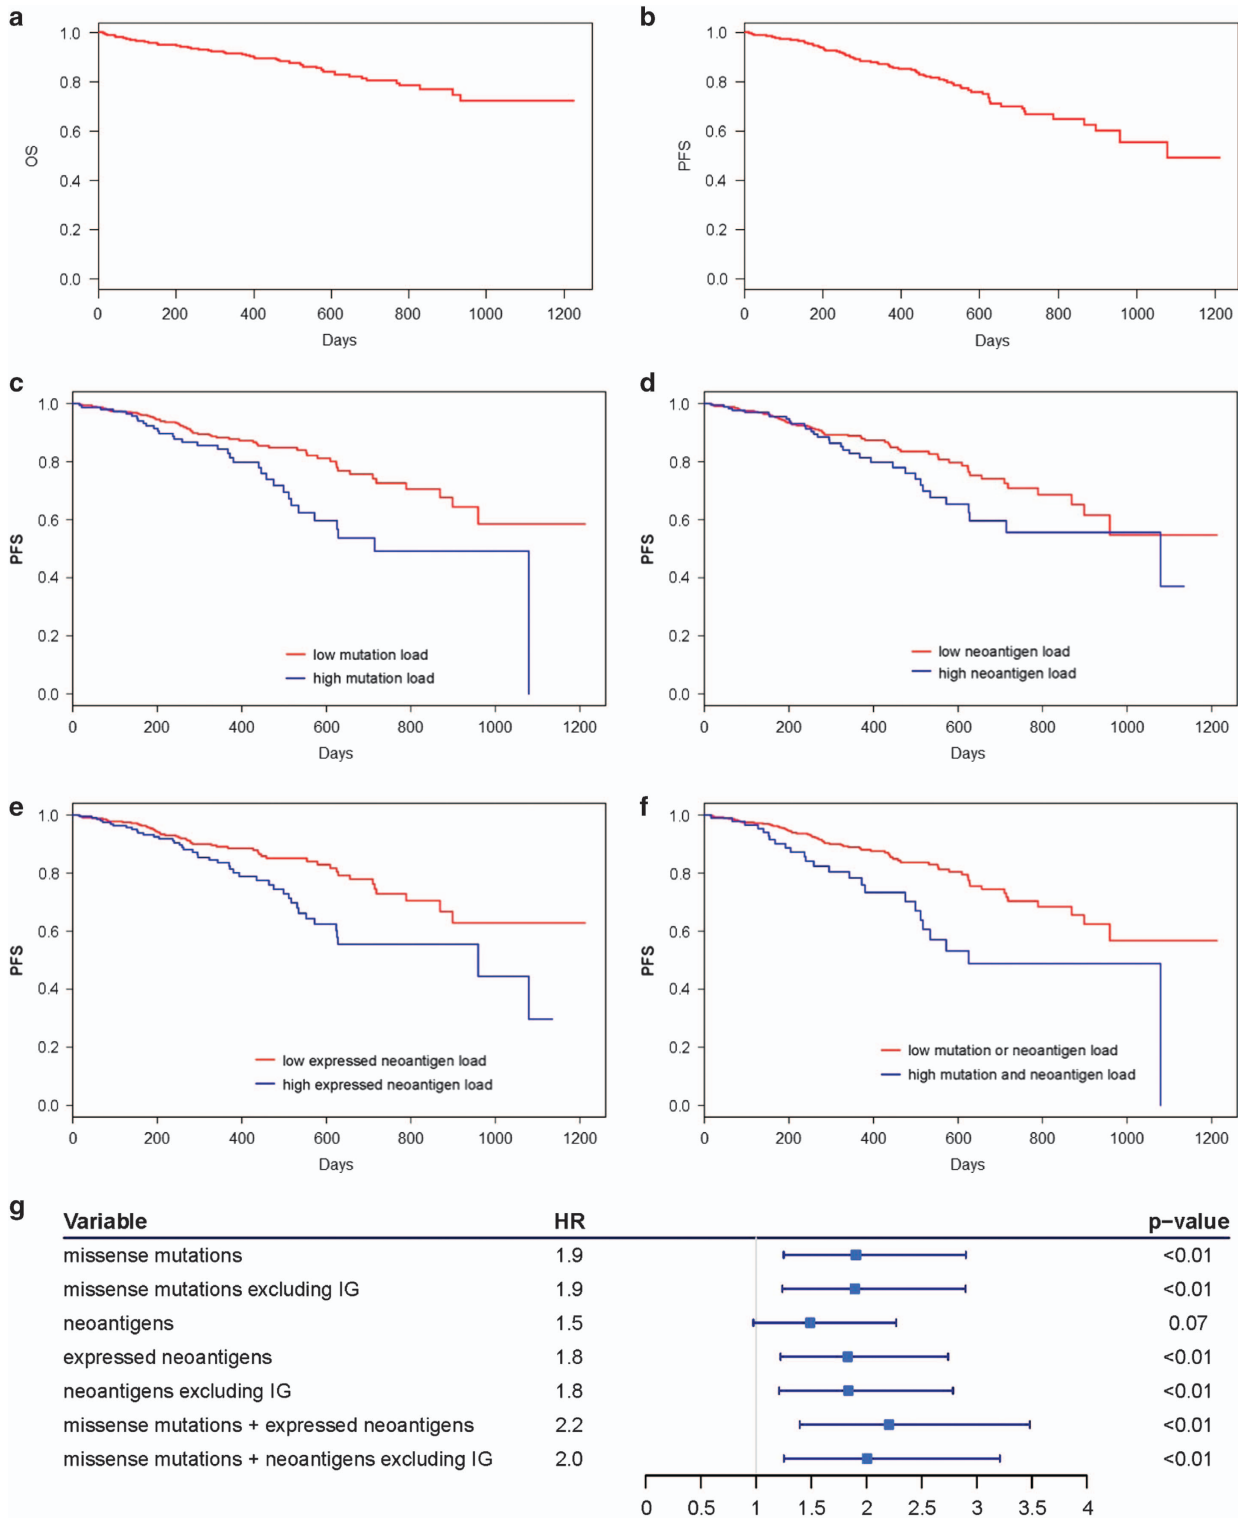 a
1.0
0.8
0.6
0.4
0.2
0.0
OS
0 200 400 600 800 1000 1200
Days
b
1.0
0.8
0.6
0.4
0.2
0.0
PFS
0 200 400 600 800 1000 1200
Days
c
1.0
0.8
0.6
0.4
0.2
0.0
PFS
low mutation load
high mutation load
0 200 400 600 800 1000 1200
Days
d
1.0
0.8
0.6
0.4
0.2
0.0
PFS
low neoantigen load
high neoantigen load
0 200 400 600 800 1000 1200
Days
e
1.0
0.8
0.6
0.4
0.2
0.0
PFS
low expressed neoantigen load
high expressed neoantigen load
0 200 400 600 800 1000 1200
Days
f
1.0
0.8
0.6
0.4
0.2
0.0
PFS
low mutation or neoantigen load
high mutation and neoantigen load
0 200 400 600 800 1000 1200
Days
g
Variable HR p−value
missense mutations 1.9 <0.01
missense mutations excluding IG 1.9 <0.01
neoantigens 1.5 0.07
expressed neoantigens 1.8 <0.01
neoantigens excluding IG 1.8 <0.01
missense mutations + expressed neoantigens 2.2 <0.01
missense mutations + neoantigens excluding IG 2.0 <0.01
0 0.5 1 1.5 2 2.5 3 3.5 4